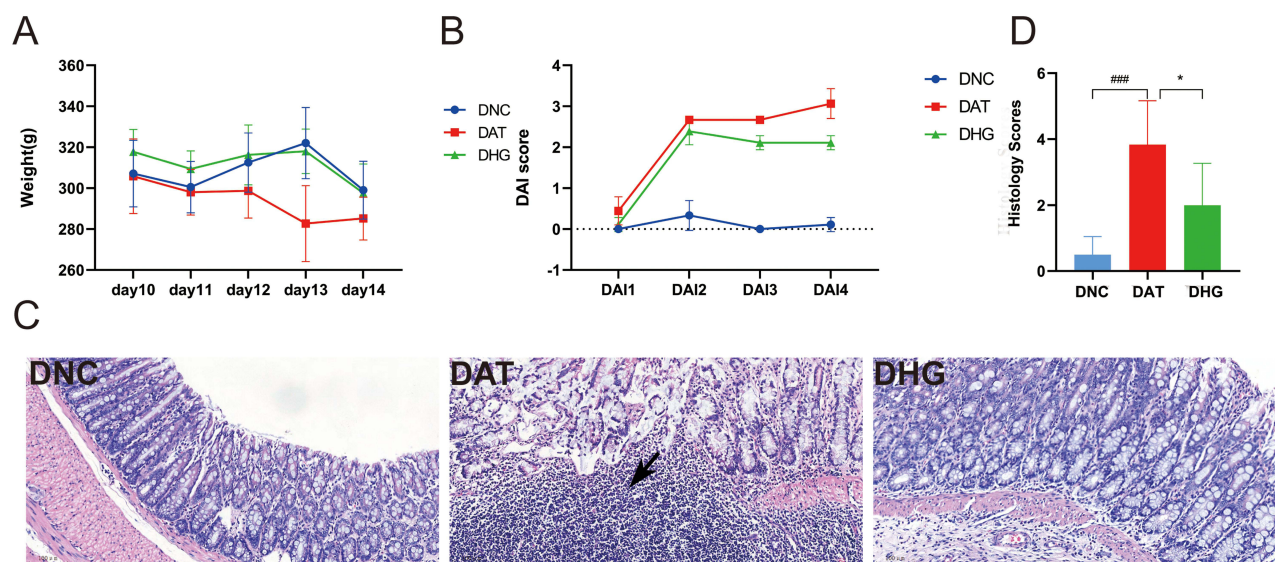 A
Weight(g)
360
340
320
300
280
260
day10
day11
day12
day13
day14
DNC
DAT
DHG
B
DAI score
4
3
2
1
0
-1
DAI1
DAI2
DAI3
DAI4
DNC
DAT
DHG
D
Histology Scores
6
4
2
0
###
*
DNC
DAT
DHG
C
DNC
DAT
DHG